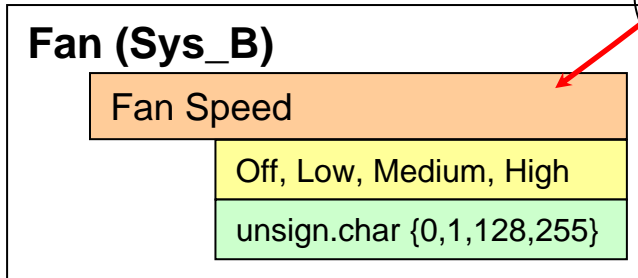 Fan (Sys_B)
Fan Speed
Off, Low, Medium, High
unsign.char {0,1,128,255}